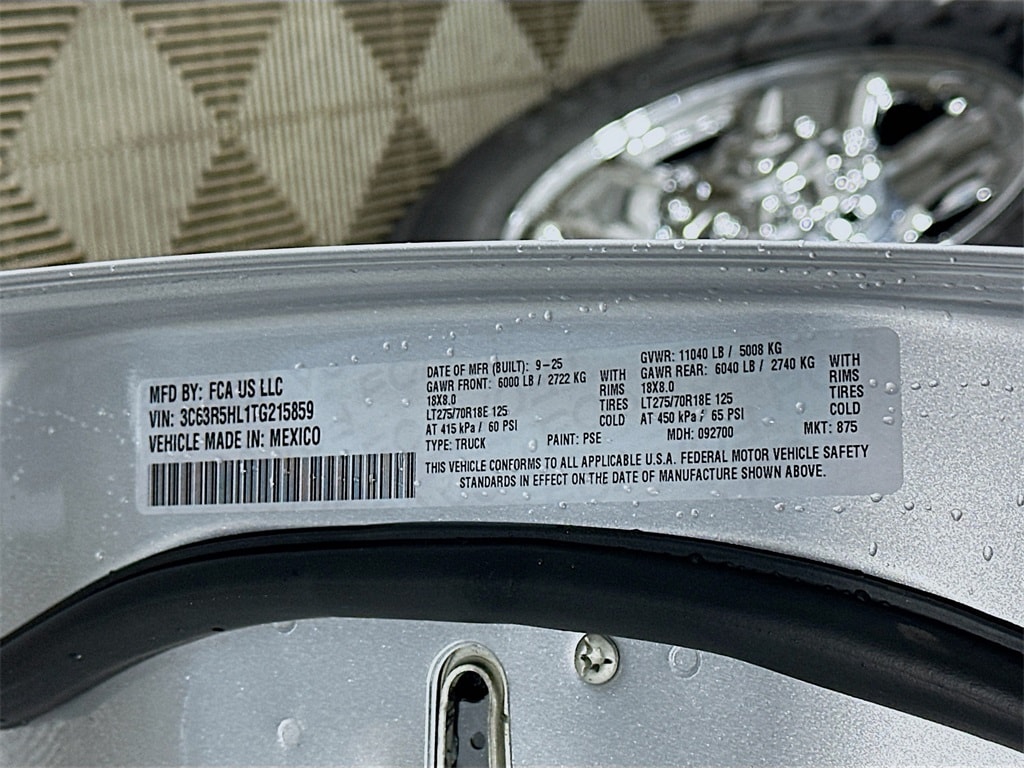 MFD BY: FCA US LLC
VIN: 3C63R5HL1TG215859
VEHICLE MADE IN: MEXICO
DATE OF MFR (BUILT): 9-25
GAWR FRONT: 6000 LB / 2722 KG
18X8.0
LT275/70R18E 125
AT 415 kPa / 60 PSI
WITH
RIMS
TIRES
COLD
TYPE: TRUCK
PAINT: PSE
GVWR: 11040 LB / 5008 KG
GAWR REAR: 6040 LB / 2740 KG
18X8.0
LT275/70R18E 125
AT 450 kPa / 65 PSI
WITH
RIMS
TIRES
COLD
MDH: 092700
MKT: 875
THIS VEHICLE CONFORMS TO ALL APPLICABLE U.S.A. FEDERAL MOTOR VEHICLE SAFETY
STANDARDS IN EFFECT ON THE DATE OF MANUFACTURE SHOWN ABOVE.